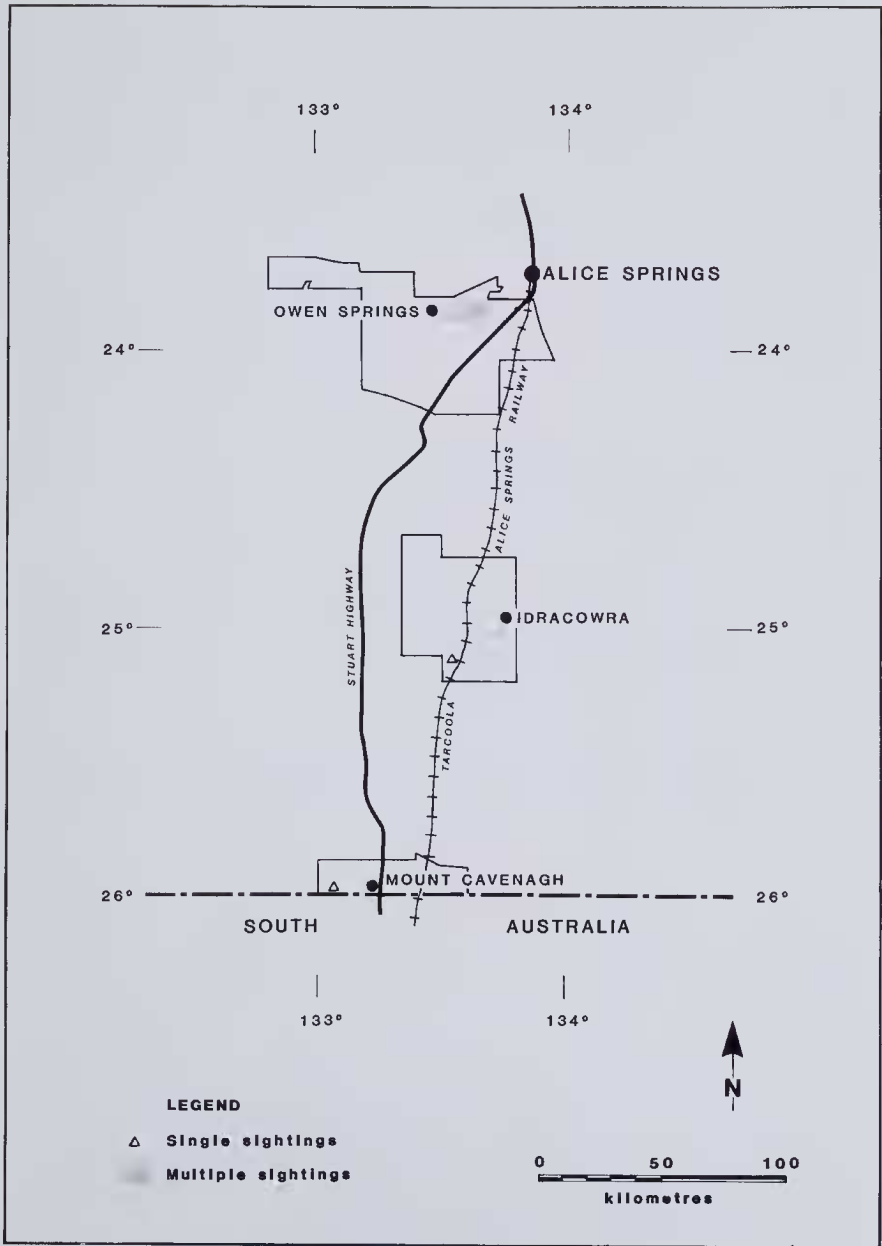 133° 134°
ALICE SPRINGS
OWEN SPRINGS
24° 24°
RAILWAY
ALICE SPRINGS
STUART HIGHWAY
IDRACOWRA
25° 25°
TARCOOLA
MOUNT CAVENAGH
26° 26°
SOUTH AUSTRALIA
133° 134°
N
LEGEND
Single sightings
Multiple sightings
0 50 100
kilometres